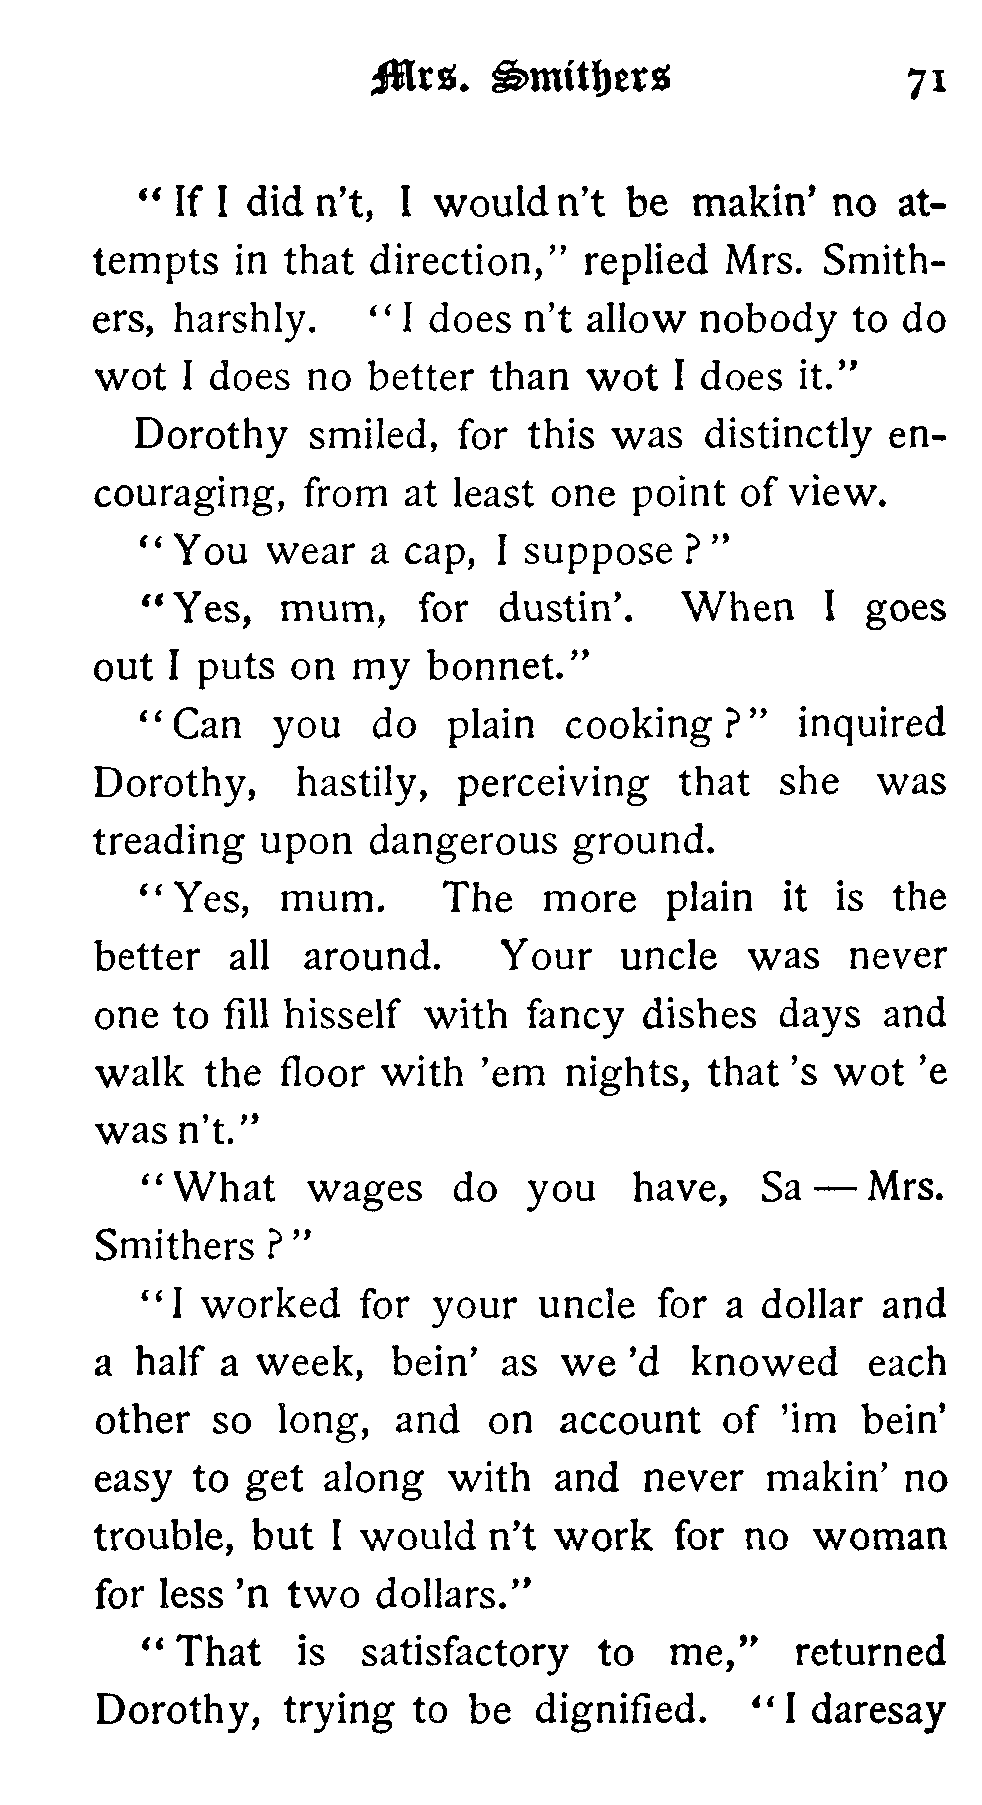 Mrs. Smithers 71
" If I did n't, I would n't be makin' no at-
tempts in that direction," replied Mrs. Smith-
ers, harshly. "I does n't allow nobody to do
wot I does no better than wot I does it."
Dorothy smiled, for this was distinctly en-
couraging, from at least one point of view.
"You wear a cap, I suppose ? "
"Yes, mum, for dustin'. When I goes
out I puts on my bonnet."
"Can you do plain cooking ? " inquired
Dorothy, hastily, perceiving that she was
treading upon dangerous ground.
"Yes, mum. The more plain it is the
better all around. Your uncle was never
one to fill hisself with fancy dishes days and
walk the floor with 'em nights, that 's wot 'e
was n't."
"What wages do you have, Sa — Mrs.
Smithers ? "
"I worked for your uncle for a dollar and
a half a week, bein' as we 'd knowed each
other so long, and on account of 'im bein'
easy to get along with and never makin' no
trouble, but I would n't work for no woman
for less 'n two dollars."
"That is satisfactory to me," returned
Dorothy, trying to be dignified. "I daresay